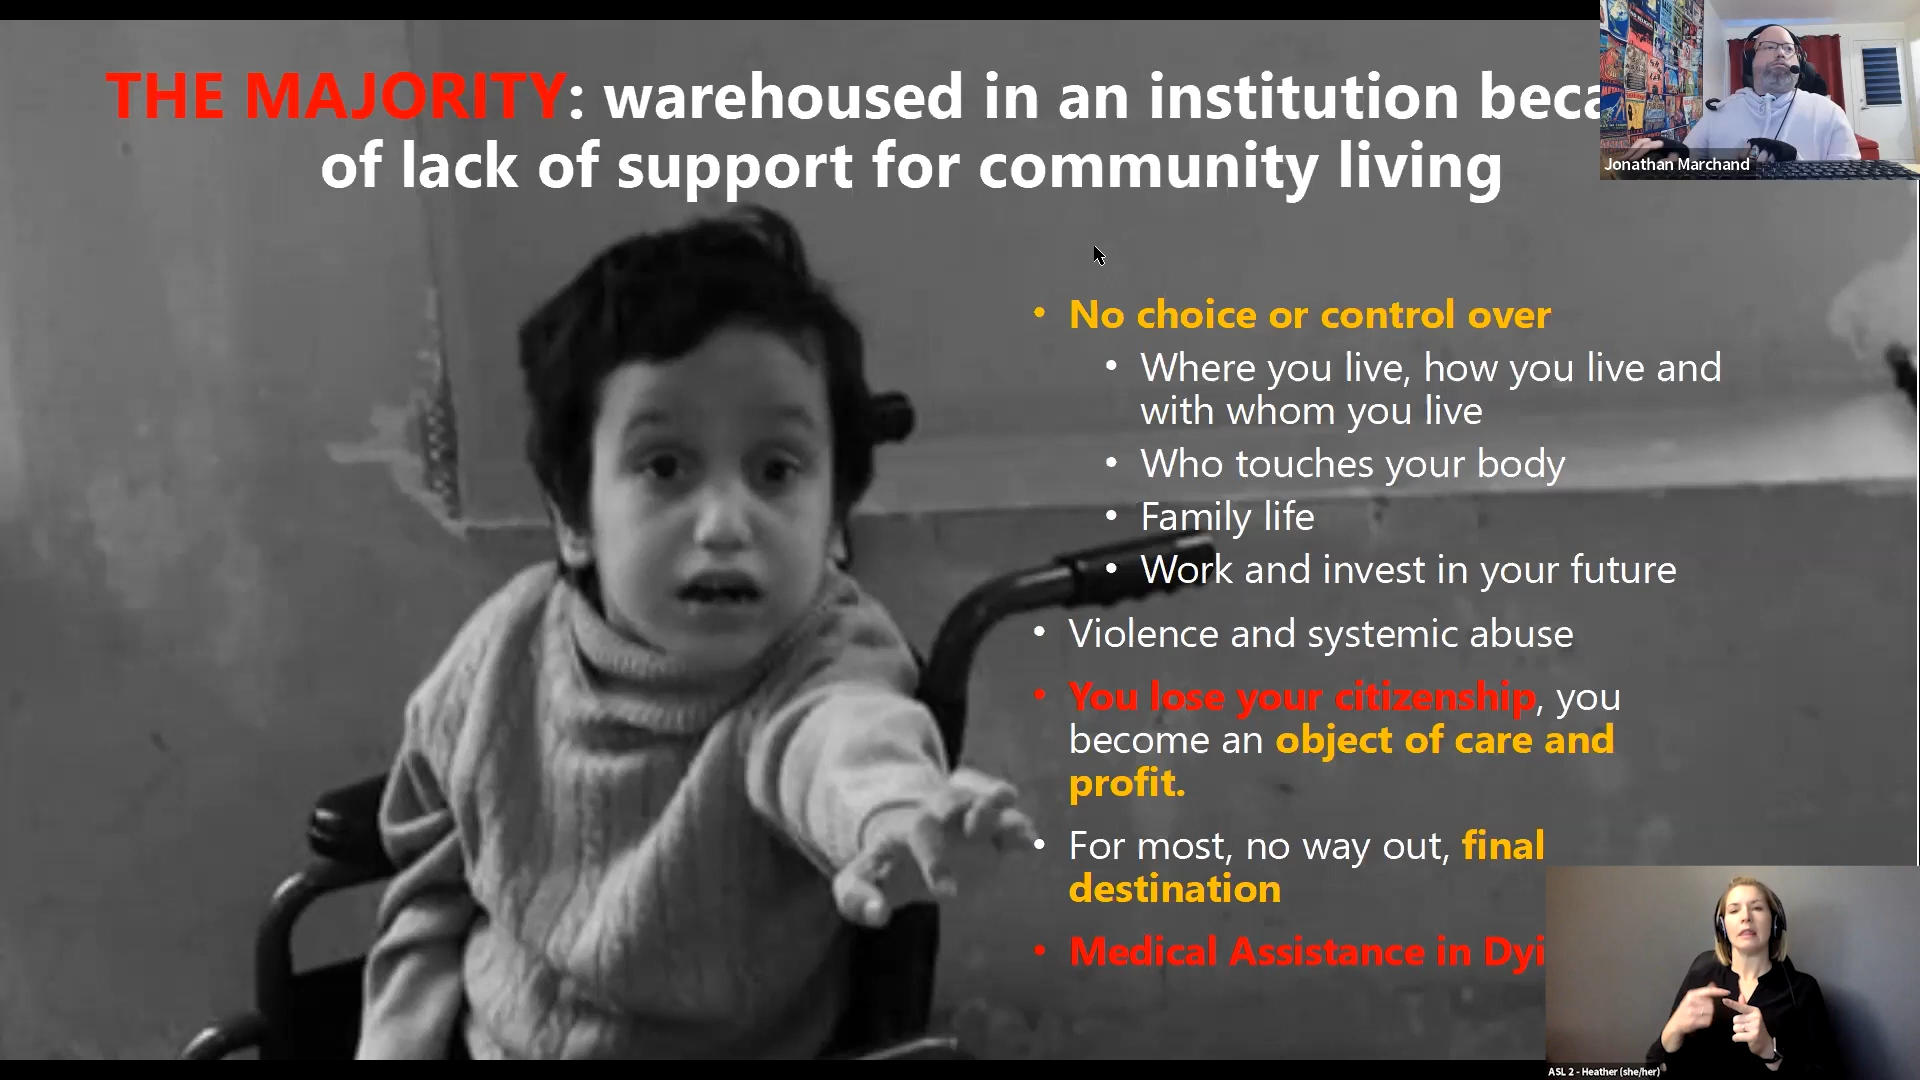 THE MAJORITY: warehoused in an institution beca
of lack of support for community living
Jonathan Marchand
• No choice or control over
• Where you live, how you live and
with whom you live
• Who touches your body
• Family life
• Work and invest in your future
• Violence and systemic abuse
• You lose your citizenship, you
become an object of care and
profit.
• For most, no way out, final
destination
• Medical Assistance in Dyi
ASL 2 - Heather (she/her)